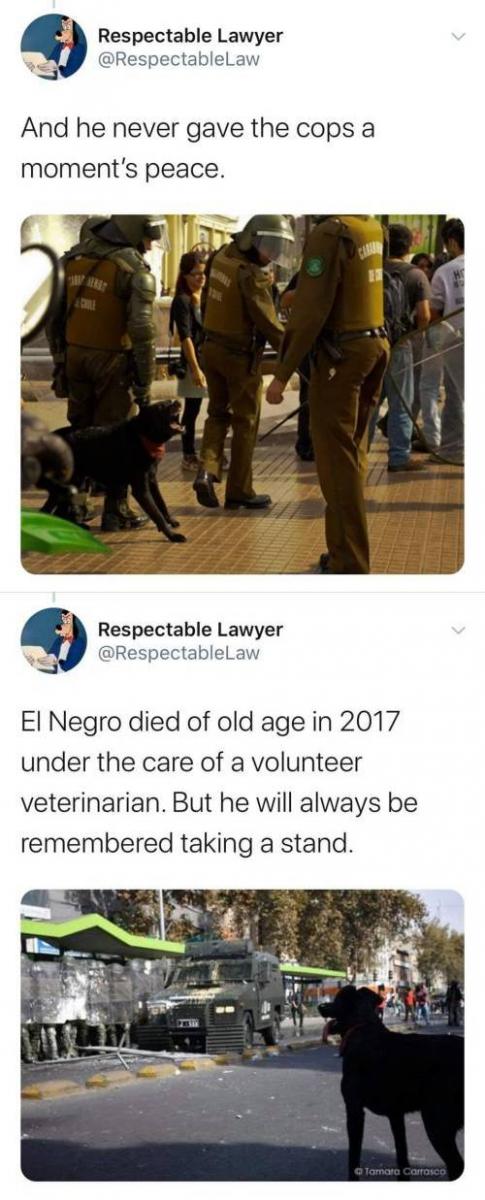 Respectable Lawyer
@RespectableLaw
And he never gave the cops a
moment's peace.
DE CHILE
Respectable Lawyer
@RespectableLaw
El Negro died of old age in 2017
under the care of a volunteer
veterinarian. But he will always be
remembered taking a stand.
© Tamara Carrasco